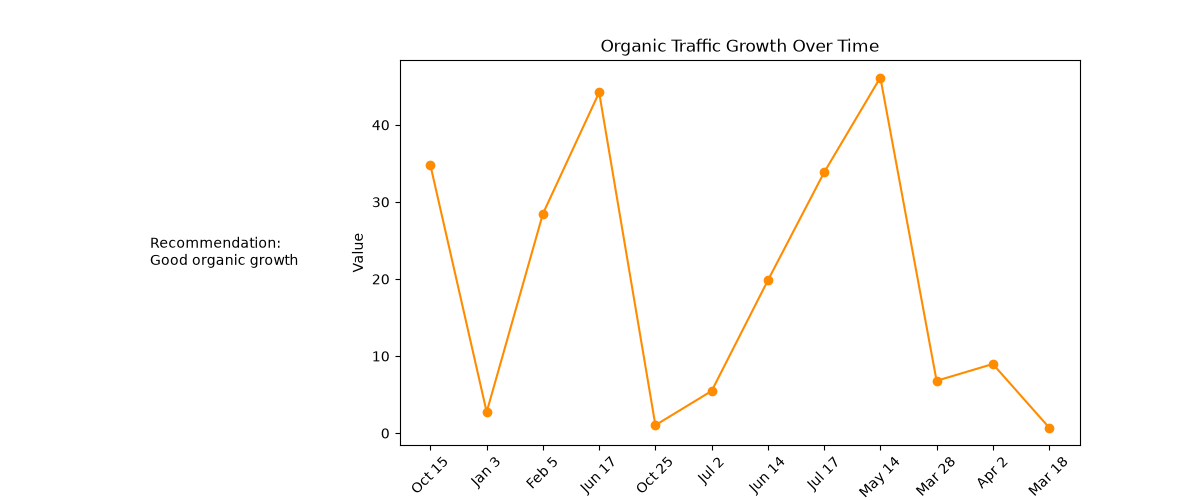 Organic Traffic Growth Over Time
Recommendation:
Good organic growth
Value
40
30
20
10
0
Oct 15
Jan 3
Feb 5
Jun 17
Oct 25
Jul 2
Jun 14
Jul 17
May 14
Mar 28
Apr 2
Mar 18